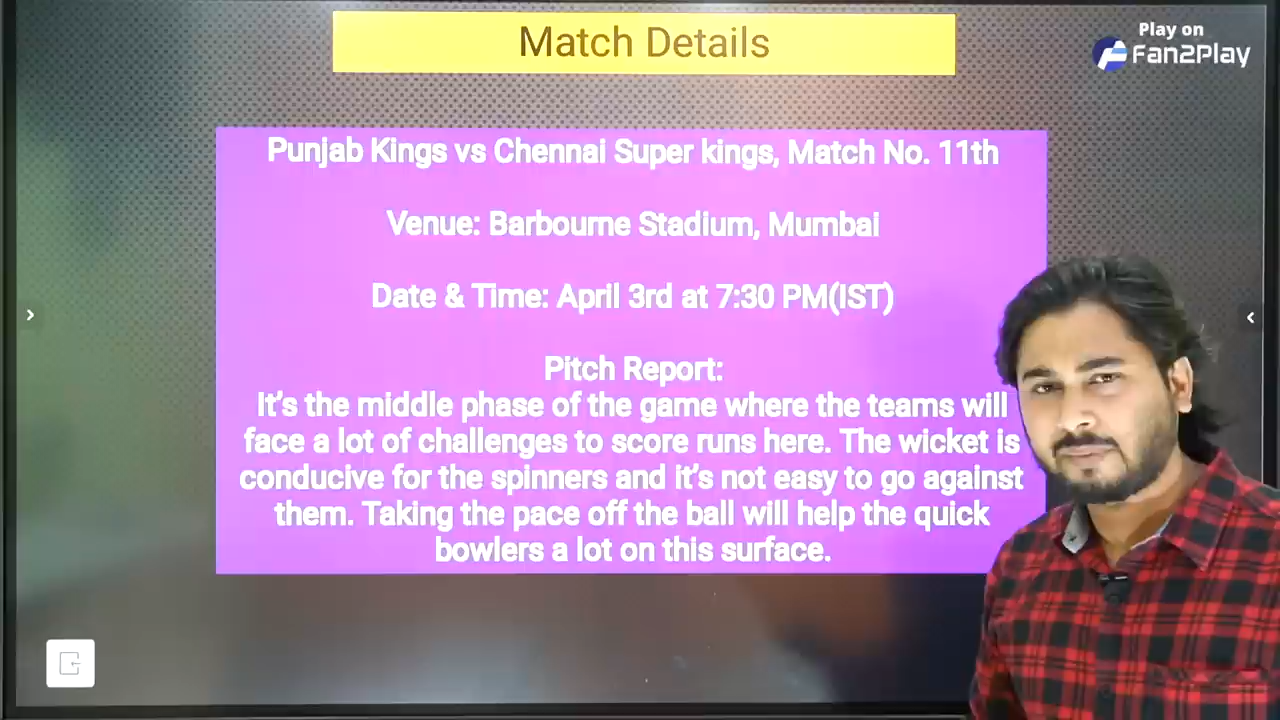 Match Details
Play on
Fan2Play
Punjab Kings vs Chennai Super kings, Match No. 11th
Venue: Barbourne Stadium, Mumbai
Date & Time: April 3rd at 7:30 PM(IST)
Pitch Report:
It's the middle phase of the game where the teams will
face a lot of challenges to score runs here. The wicket is
conducive for the spinners and it's not easy to go against
them. Taking the pace off the ball will help the quick
bowlers a lot on this surface.